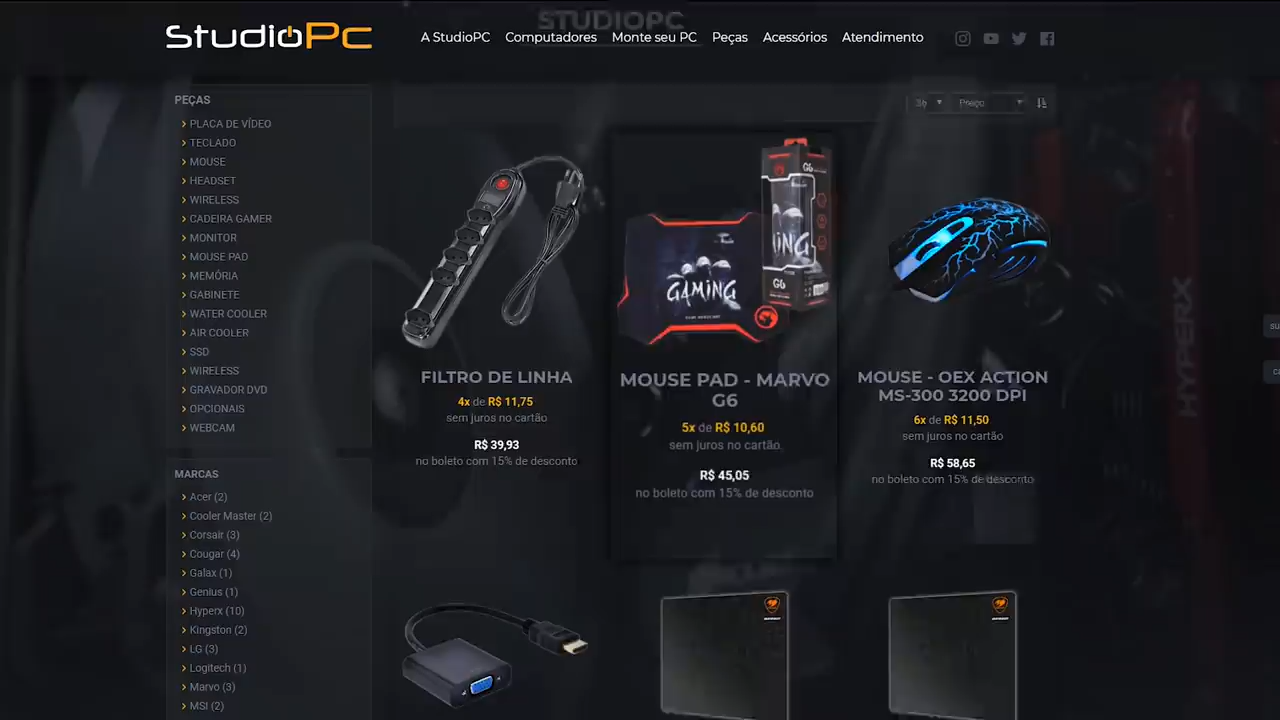 STUDIOPC
StudioPc
A StudioPC
Computadores
Monte seu PC
Peças
Acessórios
Atendimento
PEÇAS
PLACA DE VÍDEO
TECLADO
MOUSE
HEADSET
WIRELESS
CADEIRA GAMER
MONITOR
MOUSE PAD
MEMÓRIA
GABINETE
WATER COOLER
AIR COOLER
SSD
WIRELESS
GRAVADOR DVD
OPCIONAIS
WEBCAM
MARCAS
Acer (2)
Cooler Master (2)
Corsair (3)
Cougar (4)
Galax (1)
Genius (1)
Hyperx (10)
Kingston (2)
LG (3)
Logitech (1)
Marvo (3)
MSI (2)
36
Preço
FILTRO DE LINHA
4x de R$ 11,75
sem juros no cartão
R$ 39,93
no boleto com 15% de desconto
G6
GAMING
G6
MOUSE PAD - MARVO
G6
5x de R$ 10,60
sem juros no cartão.
R$ 45,05
no boleto com 15% de desconto
MOUSE - OEX ACTION
MS-300 3200 DPI
6x de R$ 11,50
sem juros no cartão
R$ 58,65
no boleto com 15% de desconto
HYPERX